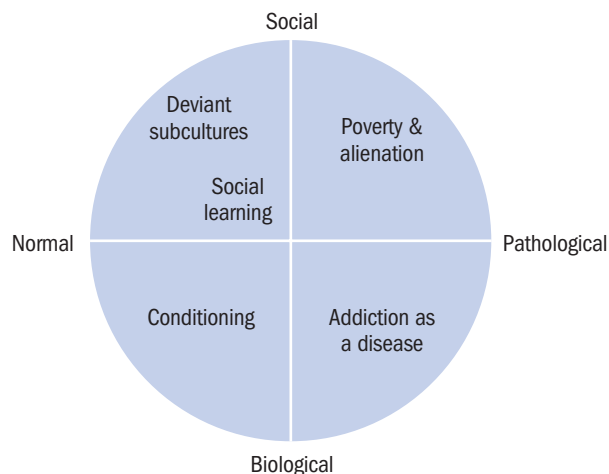 Social
Deviant
subcultures
Poverty &
alienation
Social
learning
Normal
Pathological
Conditioning
Addiction as
a disease
Biological